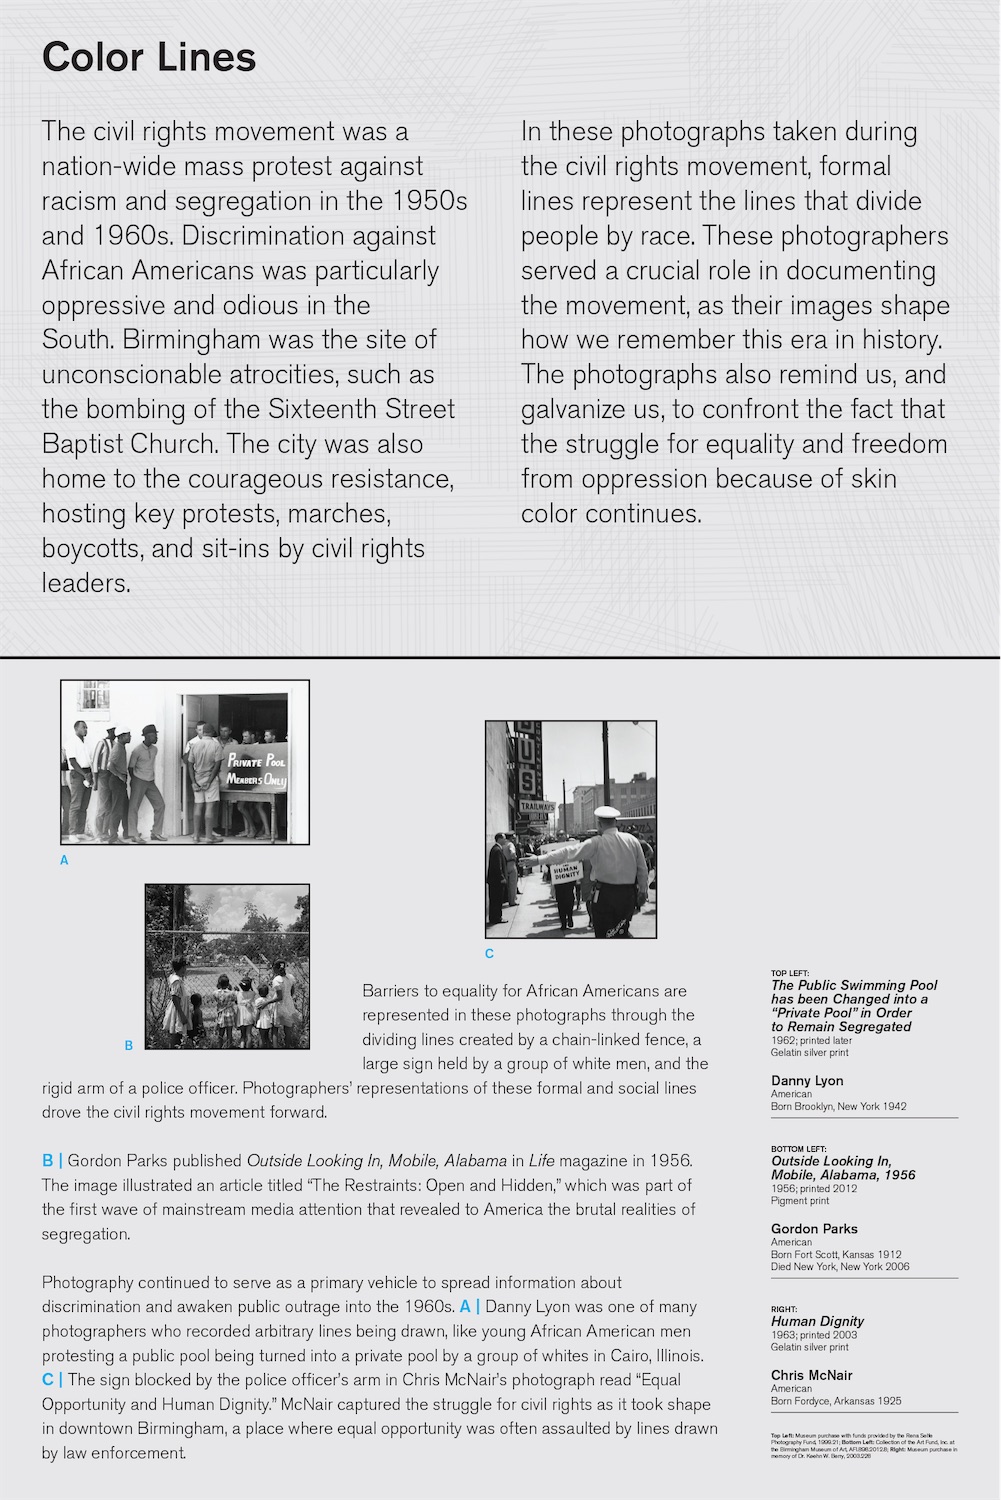 Color Lines
The civil rights movement was a
nation-wide mass protest against
racism and segregation in the 1950s
and 1960s. Discrimination against
African Americans was particularly
oppressive and odious in the
South. Birmingham was the site of
unconscionable atrocities, such as
the bombing of the Sixteenth Street
Baptist Church. The city was also
home to the courageous resistance,
hosting key protests, marches,
boycotts, and sit-ins by civil rights
leaders.
In these photographs taken during
the civil rights movement, formal
lines represent the lines that divide
people by race. These photographers
served a crucial role in documenting
the movement, as their images shape
how we remember this era in history.
The photographs also remind us, and
galvanize us, to confront the fact that
the struggle for equality and freedom
from oppression because of skin
color continues.
PRIVATE POOL
MEMBERS ONLY
A
B
US
TRAILWAYS
HUMAN
DIGNITY
C
Barriers to equality for African Americans are
represented in these photographs through the
dividing lines created by a chain-linked fence, a
large sign held by a group of white men, and the
rigid arm of a police officer. Photographers' representations of these formal and social lines
drove the civil rights movement forward.
B | Gordon Parks published Outside Looking In, Mobile, Alabama in Life magazine in 1956.
The image illustrated an article titled “The Restraints: Open and Hidden,” which was part of
the first wave of mainstream media attention that revealed to America the brutal realities of
segregation.
Photography continued to serve as a primary vehicle to spread information about
discrimination and awaken public outrage into the 1960s. A | Danny Lyon was one of many
photographers who recorded arbitrary lines being drawn, like young African American men
protesting a public pool being turned into a private pool by a group of whites in Cairo, Illinois.
C | The sign blocked by the police officer's arm in Chris McNair's photograph read “Equal
Opportunity and Human Dignity.” McNair captured the struggle for civil rights as it took shape
in downtown Birmingham, a place where equal opportunity was often assaulted by lines drawn
by law enforcement.
TOP LEFT:
The Public Swimming Pool
has been Changed into a
“Private Pool” in Order
to Remain Segregated
1962; printed later
Gelatin silver print
Danny Lyon
American
Born Brooklyn, New York 1942
BOTTOM LEFT:
Outside Looking In,
Mobile, Alabama, 1956
1956; printed 2012
Pigment print
Gordon Parks
American
Born Fort Scott, Kansas 1912
Died New York, New York 2006
RIGHT:
Human Dignity
1963; printed 2003
Gelatin silver print
Chris McNair
American
Born Fordyce, Arkansas 1925
Top Left: Museum purchase with funds provided by the Rena Selfe
Photography Fund, 1999.21; Bottom Left: Collection of the Art Fund, Inc. at
the Birmingham Museum of Art; AFI.898.2012.8; Right: Museum purchase in
memory of Dr. Keehn W. Berry, 2003.226